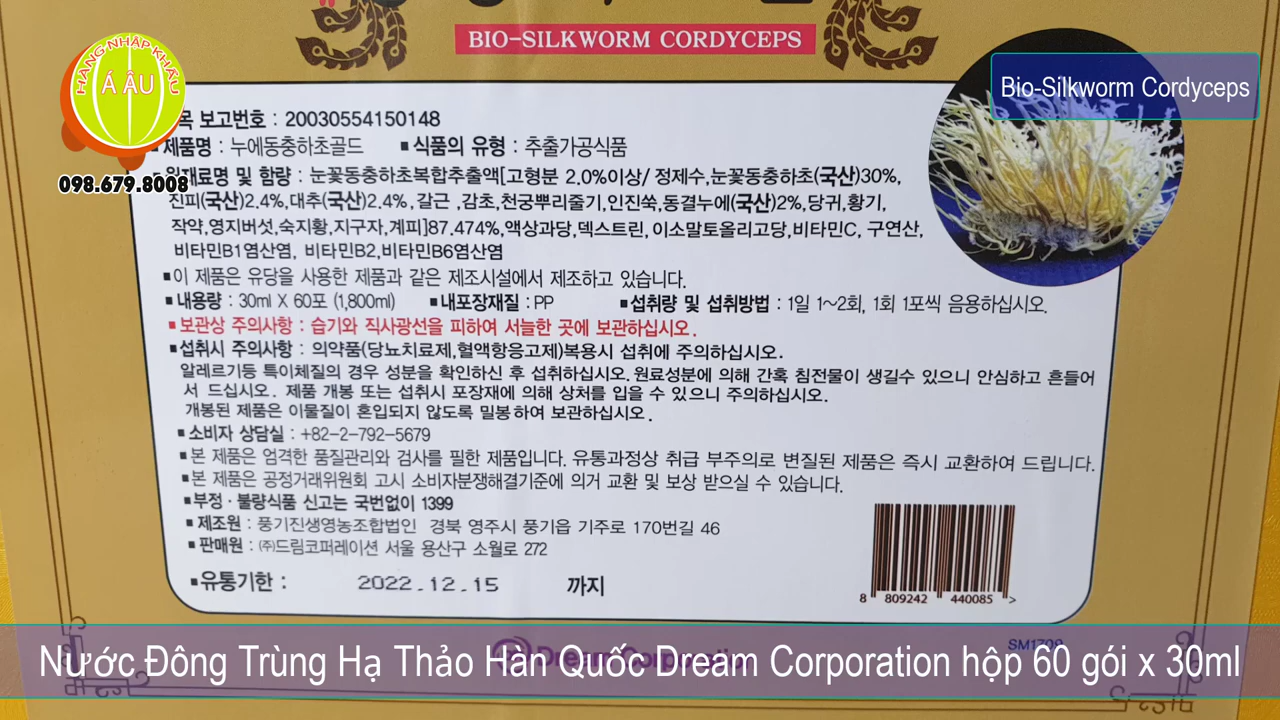 BIO-SILKWORM CORDYCEPS
HÀNG NHẬP KHẨU
Á ÂU
098.679.8008
Bio-Silkworm Cordyceps
목 보고번호 : 20030554150148
▪제품명 : 누에동충하초골드 ▪식품의 유형 : 추출가공식품
원재료명 및 함량 : 눈꽃동충하초복합추출액[고형분 2.0%이상/ 정제수,눈꽃동충하초(국산)30%,
진피(국산)2.4%,대추(국산)2.4%,갈근 ,감초,천궁뿌리줄기,인진쑥,동결누에(국산)2%,당귀,황기,
작약,영지버섯,숙지황,지구자,계피]87.474%,액상과당,덱스트린,이소말토올리고당,비타민C, 구연산,
비타민B1염산염, 비타민B2,비타민B6염산염
▪이 제품은 유당을 사용한 제품과 같은 제조시설에서 제조하고 있습니다.
▪내용량 : 30ml X 60포 (1,800ml) ▪내포장재질 : PP ▪섭취량 및 섭취방법 : 1일 1~2회, 1회 1포씩 음용하십시오.
▪보관상 주의사항 : 습기와 직사광선을 피하여 서늘한 곳에 보관하십시오.
▪섭취시 주의사항 : 의약품(당뇨치료제,혈액항응고제)복용시 섭취에 주의하십시오.
알레르기등 특이체질의 경우 성분을 확인하신 후 섭취하십시오.원료성분에 의해 간혹 침전물이 생길수 있으니 안심하고 흔들어
서 드십시오. 제품 개봉 또는 섭취시 포장재에 의해 상처를 입을 수 있으니 주의하십시오.
개봉된 제품은 이물질이 혼입되지 않도록 밀봉하여 보관하십시오.
▪소비자 상담실 : +82-2-792-5679
▪본 제품은 엄격한 품질관리와 검사를 필한 제품입니다. 유통과정상 취급 부주의로 변질된 제품은 즉시 교환하여 드립니다.
▪본 제품은 공정거래위원회 고시 소비자분쟁해결기준에 의거 교환 및 보상 받으실 수 있습니다.
▪부정·불량식품 신고는 국번없이 1399
▪제조원 : 풍기진생영농조합법인 경북 영주시 풍기읍 기주로 170번길 46
▪판매원 : ㈜드림코퍼레이션 서울 용산구 소월로 272
▪유통기한 : 2022.12.15 까지
8 809242 440085 >
Dream Corporation
Nước Đông Trùng Hạ Thảo Hàn Quốc Dream Corporation hộp 60 gói x 30ml